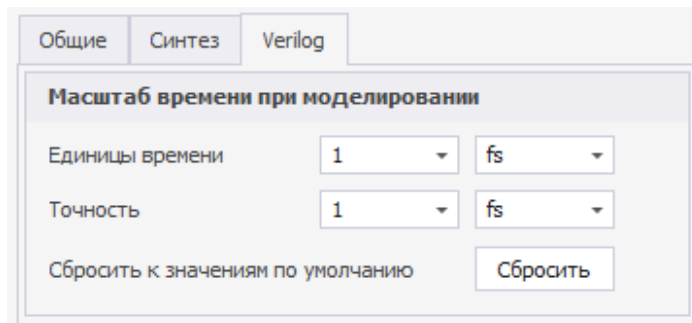 Общие Синтез Verilog
Масштаб времени при моделировании
Единицы времени 1 fs
Точность 1 fs
Сбросить к значениям по умолчанию Сбросить